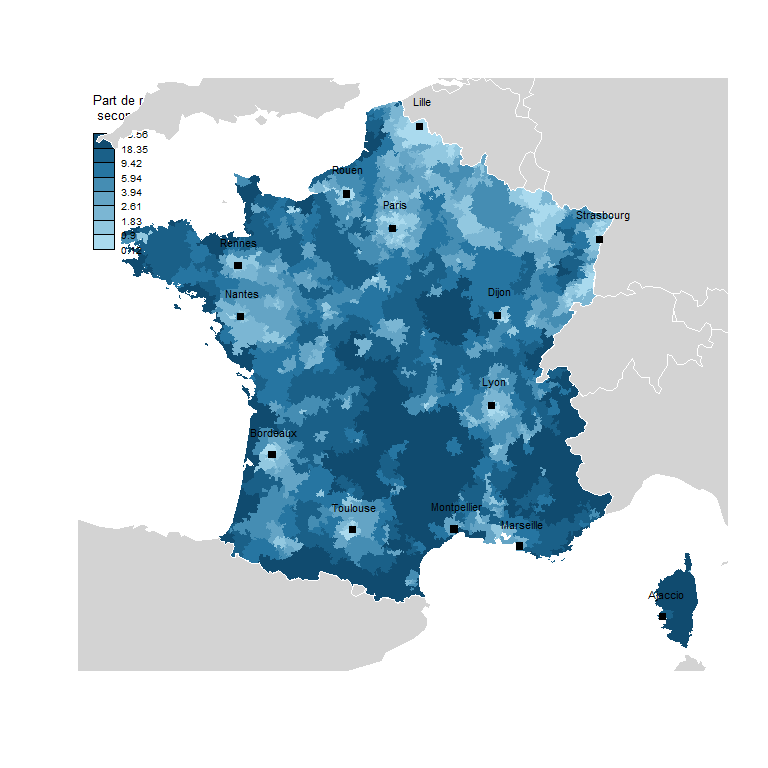 Part de r
secon
18.35
9.42
5.94
3.94
2.61
1.83
Lille
Rouen
Paris
Strasbourg
Rennes
Nantes
Dijon
Lyon
Bordeaux
Toulouse
Montpellier
Marseille
Ajaccio